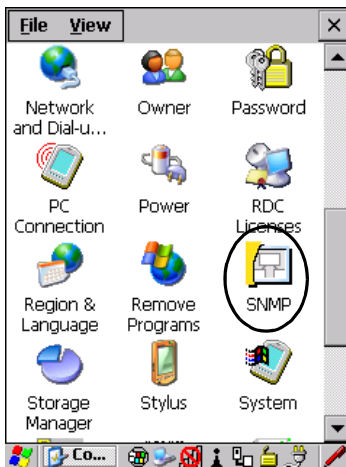 File View
Network and Dial-u...
Owner
Password
PC Connection
Power
RDC Licenses
Region & Language
Remove Programs
SNMP
Storage Manager
Stylus
System
Co...